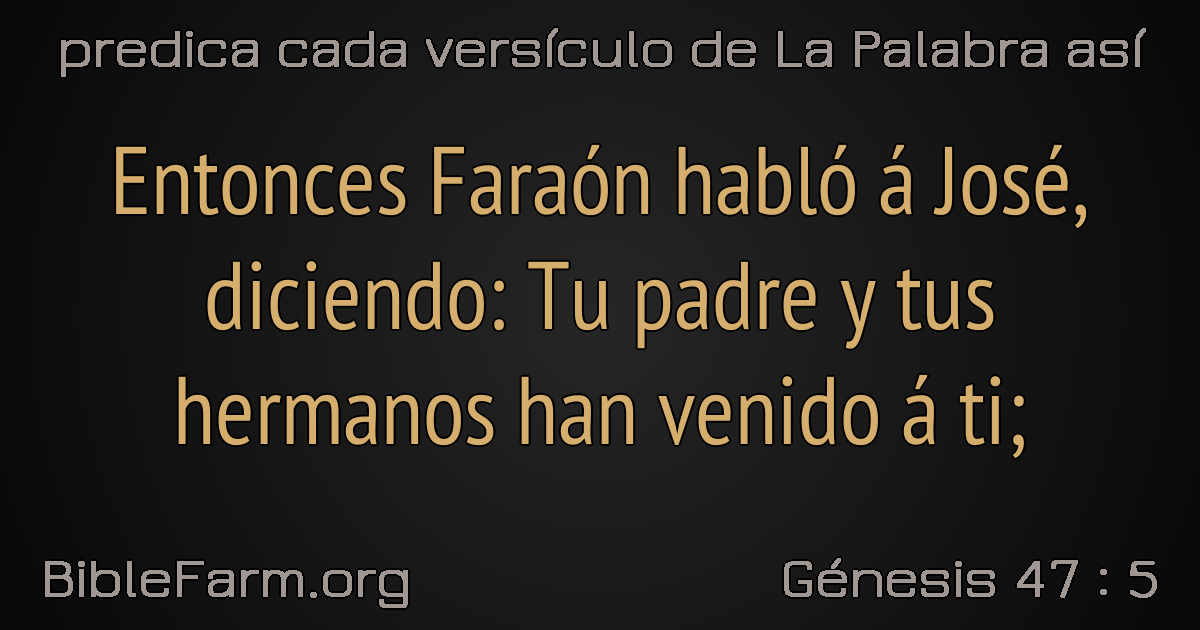 predica cada versículo de La Palabra así
Entonces Faraón habló á José,
diciendo: Tu padre y tus
hermanos han venido á ti;
BibleFarm.org
Génesis 47 : 5